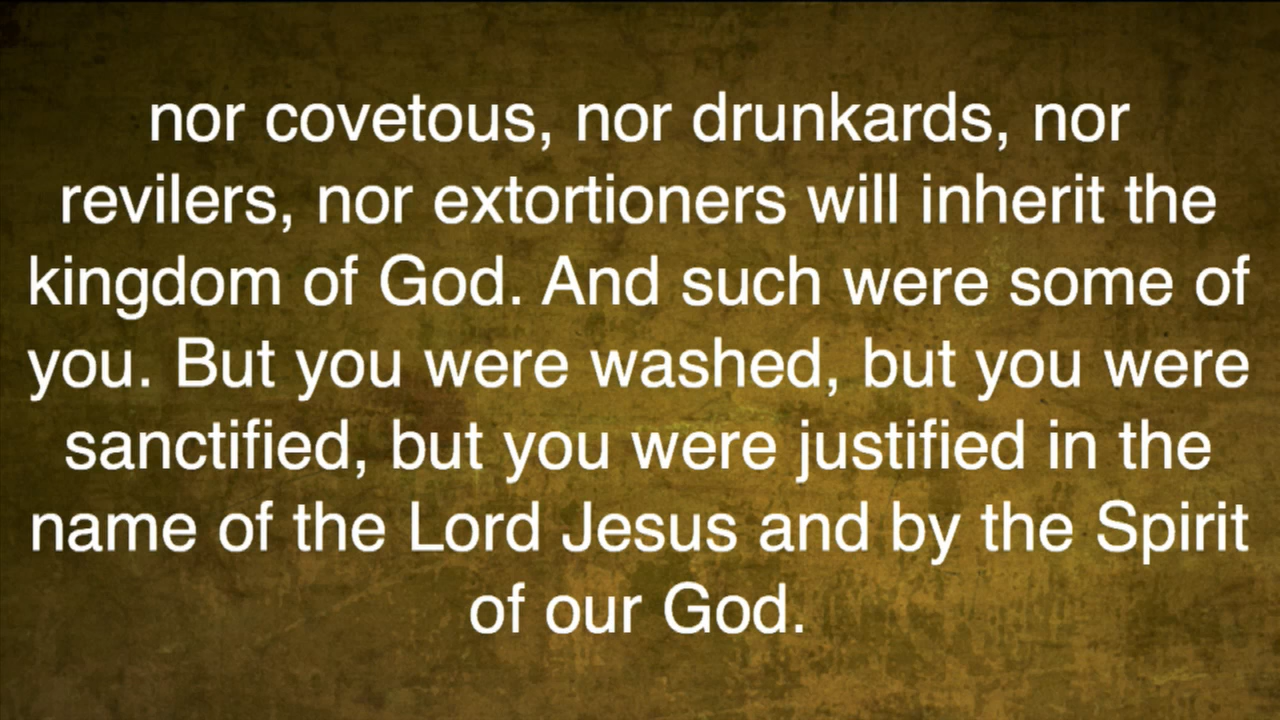 nor covetous, nor drunkards, nor
revilers, nor extortioners will inherit the
kingdom of God. And such were some of
you. But you were washed, but you were
sanctified, but you were justified in the
name of the Lord Jesus and by the Spirit
of our God.